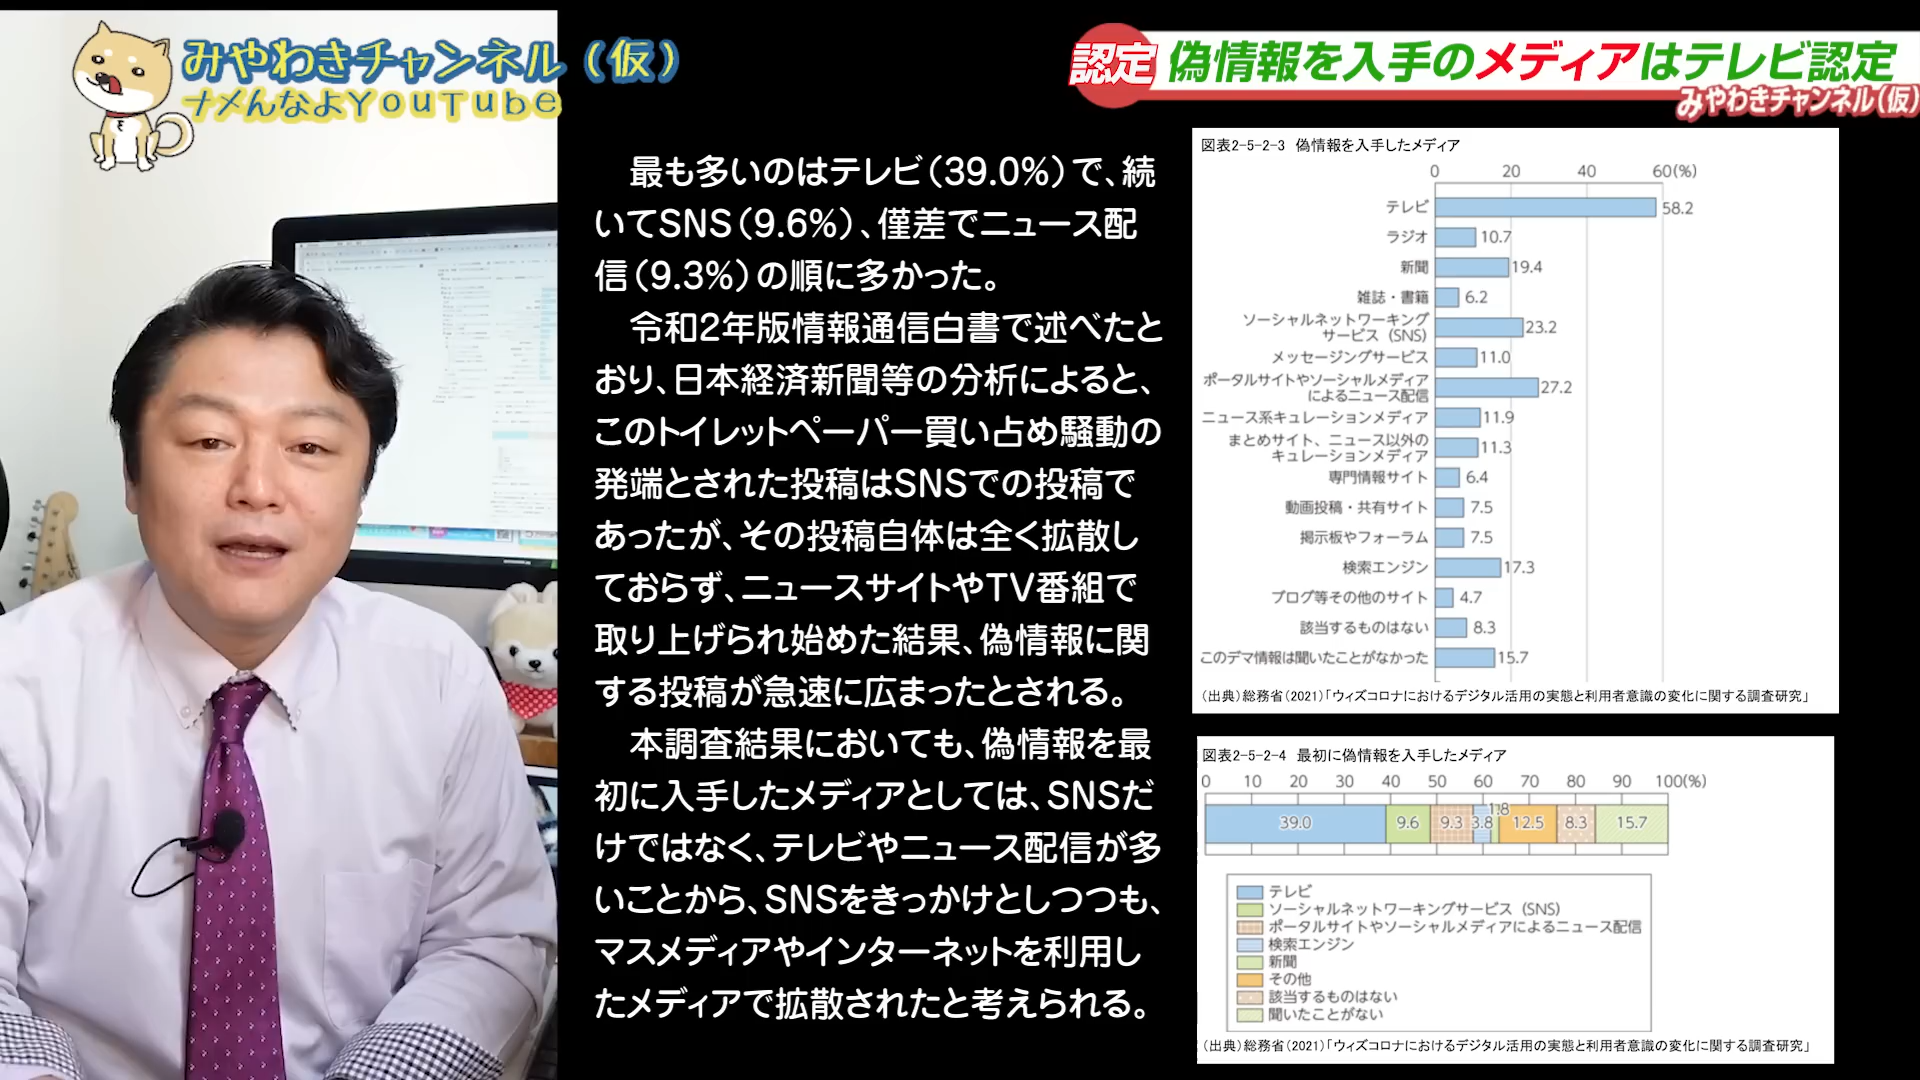 みやわきチャンネル（仮）
ナメんなよYouTube
認定 偽情報を入手のメディアはテレビ認定
みやわきチャンネル(仮)
最も多いのはテレビ（39.0%）で、続
いてSNS（9.6%）、僅差でニュース配
信（9.3%）の順に多かった。
令和2年版情報通信白書で述べたと
おり、日本経済新聞等の分析によると、
このトイレットペーパー買い占め騒動の
発端とされた投稿はSNSでの投稿で
あったが、その投稿自体は全く拡散し
ておらず、ニュースサイトやTV番組で
取り上げられ始めた結果、偽情報に関
する投稿が急速に広まったとされる。
本調査結果においても、偽情報を最
初に入手したメディアとしては、SNSだ
けではなく、テレビやニュース配信が多
いことから、SNSをきっかけとしつつも、
マスメディアやインターネットを利用し
たメディアで拡散されたと考えられる。
図表2-5-2-3 偽情報を入手したメディア
0 20 40 60(%)
テレビ 58.2
ラジオ 10.7
新聞 19.4
雑誌・書籍 6.2
ソーシャルネットワーキング
サービス（SNS） 23.2
メッセージングサービス 11.0
ポータルサイトやソーシャルメディア
によるニュース配信 27.2
ニュース系キュレーションメディア 11.9
まとめサイト、ニュース以外の
キュレーションメディア 11.3
専門情報サイト 6.4
動画投稿・共有サイト 7.5
掲示板やフォーラム 7.5
検索エンジン 17.3
ブログ等その他のサイト 4.7
該当するものはない 8.3
このデマ情報は聞いたことがなかった 15.7
（出典）総務省（2021）「ウィズコロナにおけるデジタル活用の実態と利用者意識の変化に関する調査研究」
図表2-5-2-4 最初に偽情報を入手したメディア
0 10 20 30 40 50 60 70 80 90 100(%)
39.0 9.6 9.3 3.8 1.8 12.5 8.3 15.7
テレビ
ソーシャルネットワーキングサービス（SNS）
ポータルサイトやソーシャルメディアによるニュース配信
検索エンジン
新聞
その他
該当するものはない
聞いたことがない
（出典）総務省（2021）「ウィズコロナにおけるデジタル活用の実態と利用者意識の変化に関する調査研究」